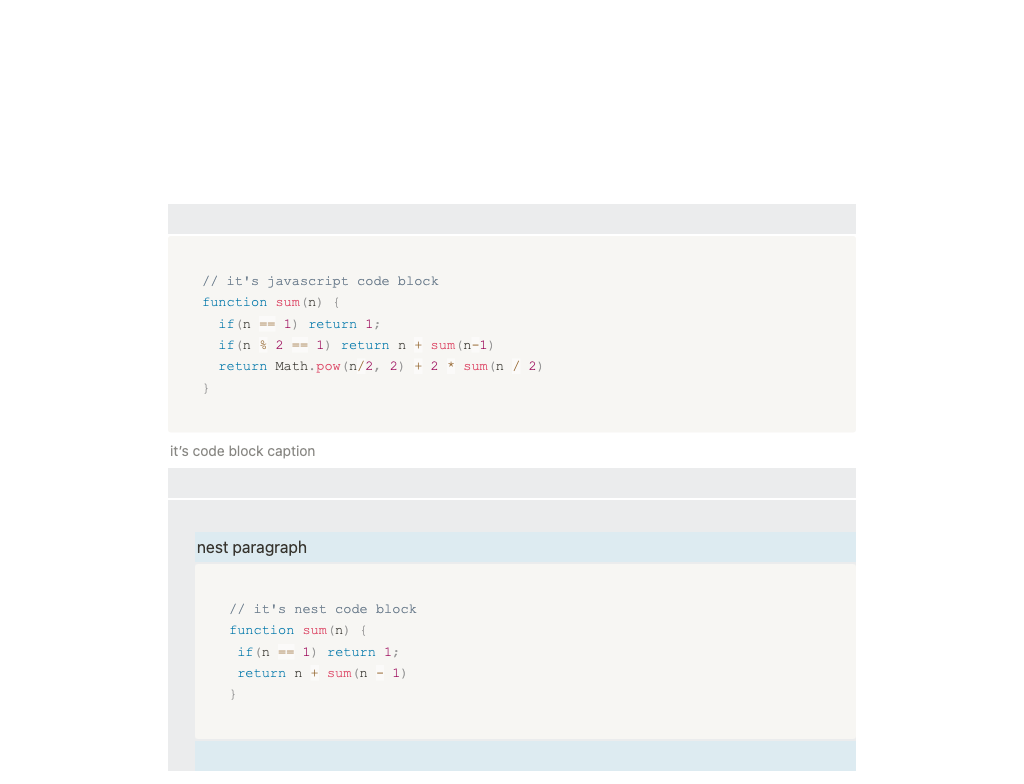 // it's javascript code block
function sum(n) {
  if(n == 1) return 1;
  if(n % 2 == 1) return n + sum(n-1)
  return Math.pow(n/2, 2) + 2 * sum(n / 2)
}
it's code block caption
nest paragraph
// it's nest code block
function sum(n) {
 if(n == 1) return 1;
 return n + sum(n - 1)
}